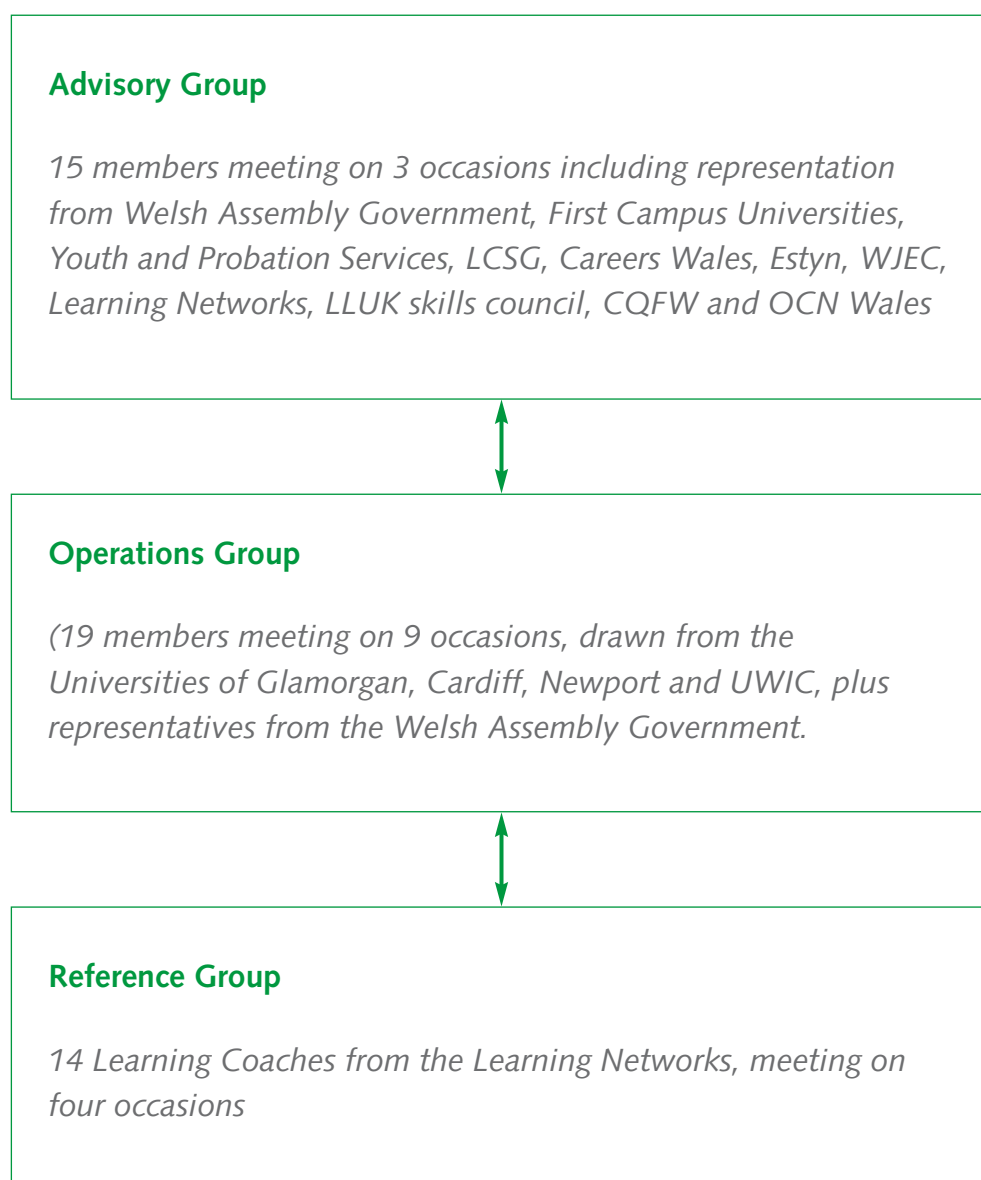 Advisory Group
15 members meeting on 3 occasions including representation
from Welsh Assembly Government, First Campus Universities,
Youth and Probation Services, LCSG, Careers Wales, Estyn, WJEC,
Learning Networks, LLUK skills council, CQFW and OCN Wales
Operations Group
(19 members meeting on 9 occasions, drawn from the
Universities of Glamorgan, Cardiff, Newport and UWIC, plus
representatives from the Welsh Assembly Government.
Reference Group
14 Learning Coaches from the Learning Networks, meeting on
four occasions